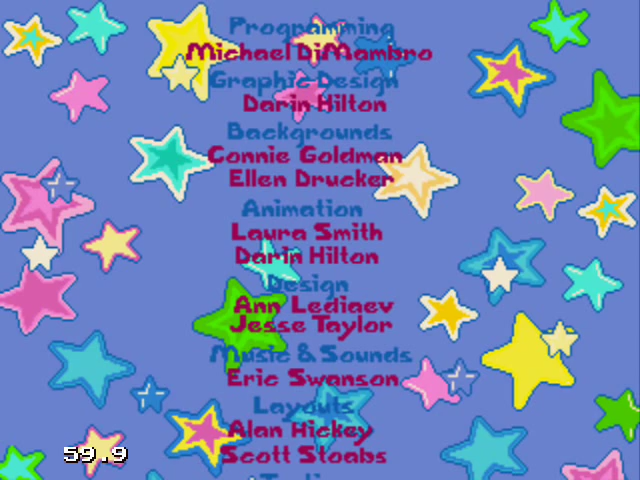 Programming
Michael DiMambro
Graphic Design
Darin Hilton
Backgrounds
Connie Goldman
Ellen Drucker
Animation
Laura Smith
Darin Hilton
Design
Ann Lediaev
Jesse Taylor
Music & Sounds
Eric Swanson
Layouts
Alan Hickey
Scott Stoabs
59.9